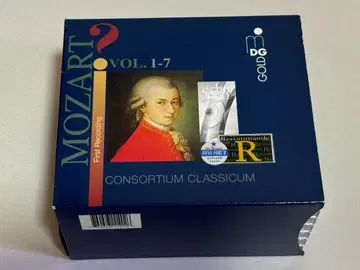 MOZART?
VOL. 1-7
First Recording
MDG
GOLD
Recommandé
R
CONSORTIUM CLASSICUM